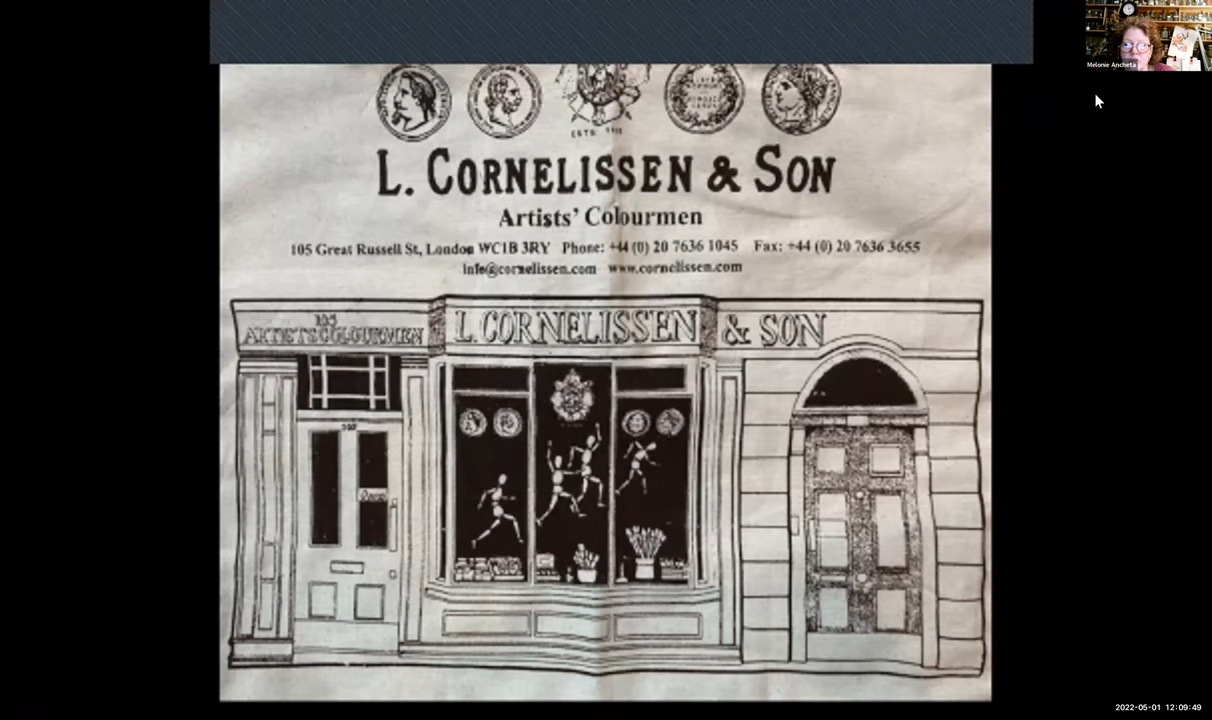 Melonie Ancheta
ESTD.
L. CORNELISSEN & SON
Artists' Colourmen
105 Great Russell St, London WC1B 3RY Phone: +44 (0) 20 7636 1045 Fax: +44 (0) 20 7636 3655
info@cornelissen.com www.cornelissen.com
105
ARTISTS COLOURMEN
L. CORNELISSEN & SON
2022-05-01 12:09:49